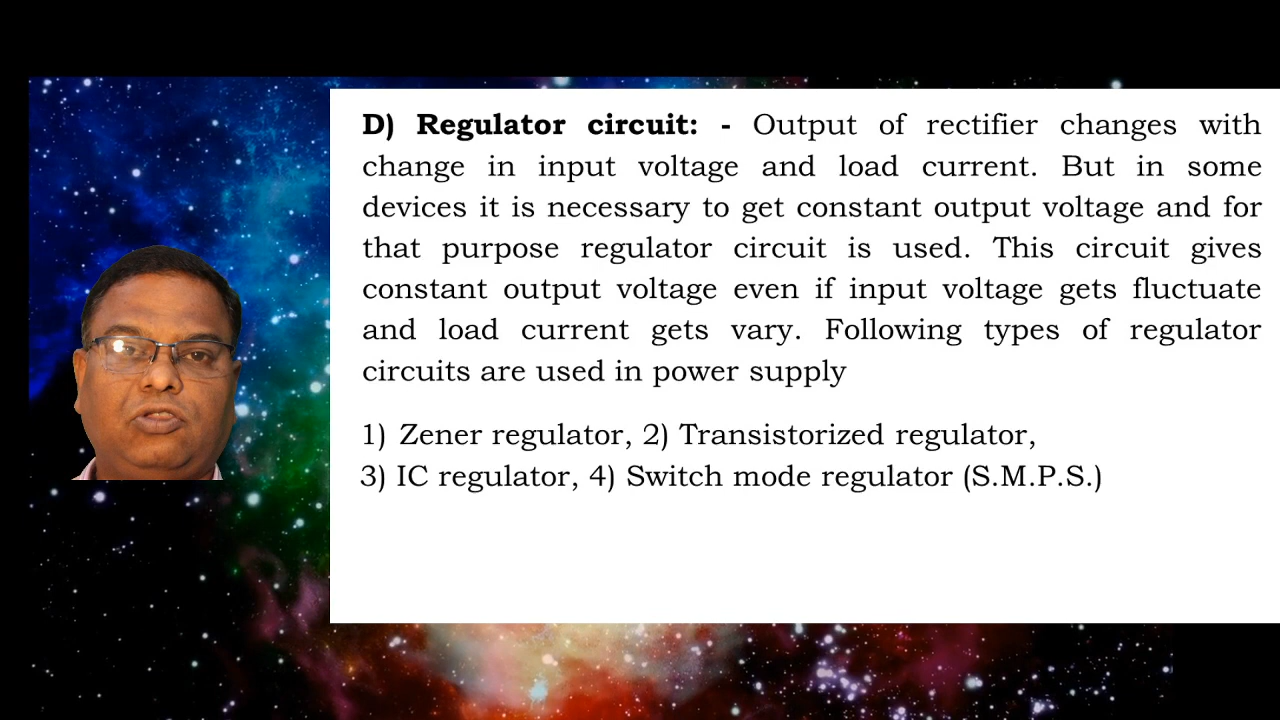 D) Regulator circuit: - Output of rectifier changes with
change in input voltage and load current. But in some
devices it is necessary to get constant output voltage and for
that purpose regulator circuit is used. This circuit gives
constant output voltage even if input voltage gets fluctuate
and load current gets vary. Following types of regulator
circuits are used in power supply
1) Zener regulator, 2) Transistorized regulator,
3) IC regulator, 4) Switch mode regulator (S.M.P.S.)